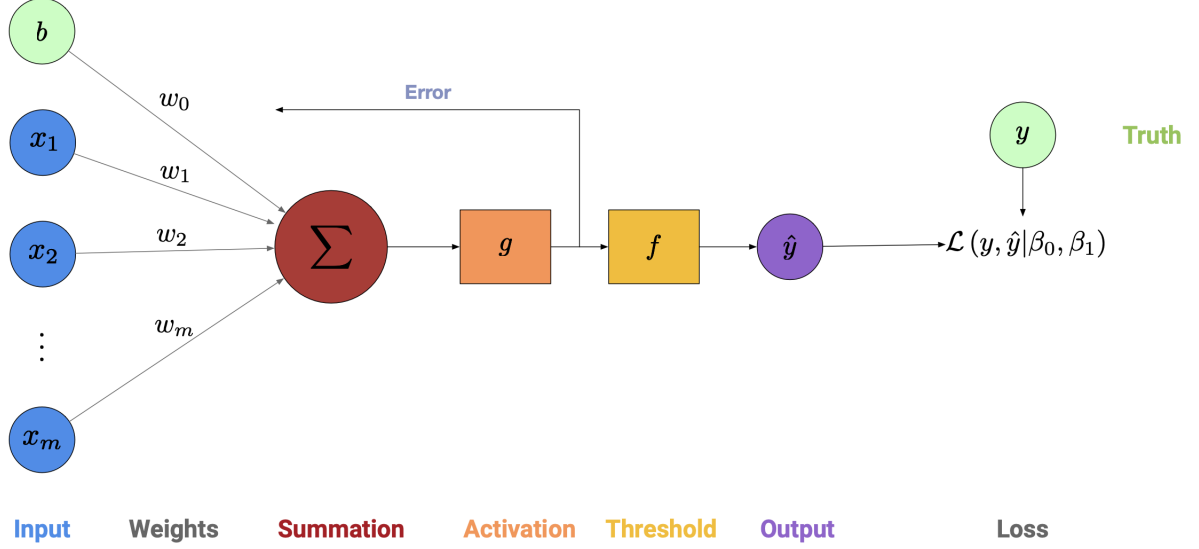 b
w₀
Error
x₁
y
Truth
w₁
x₂
w₂
∑
g
f
ŷ
ℒ (y, ŷ|β₀, β₁)
⋮
wₘ
xₘ
Input
Weights
Summation
Activation
Threshold
Output
Loss